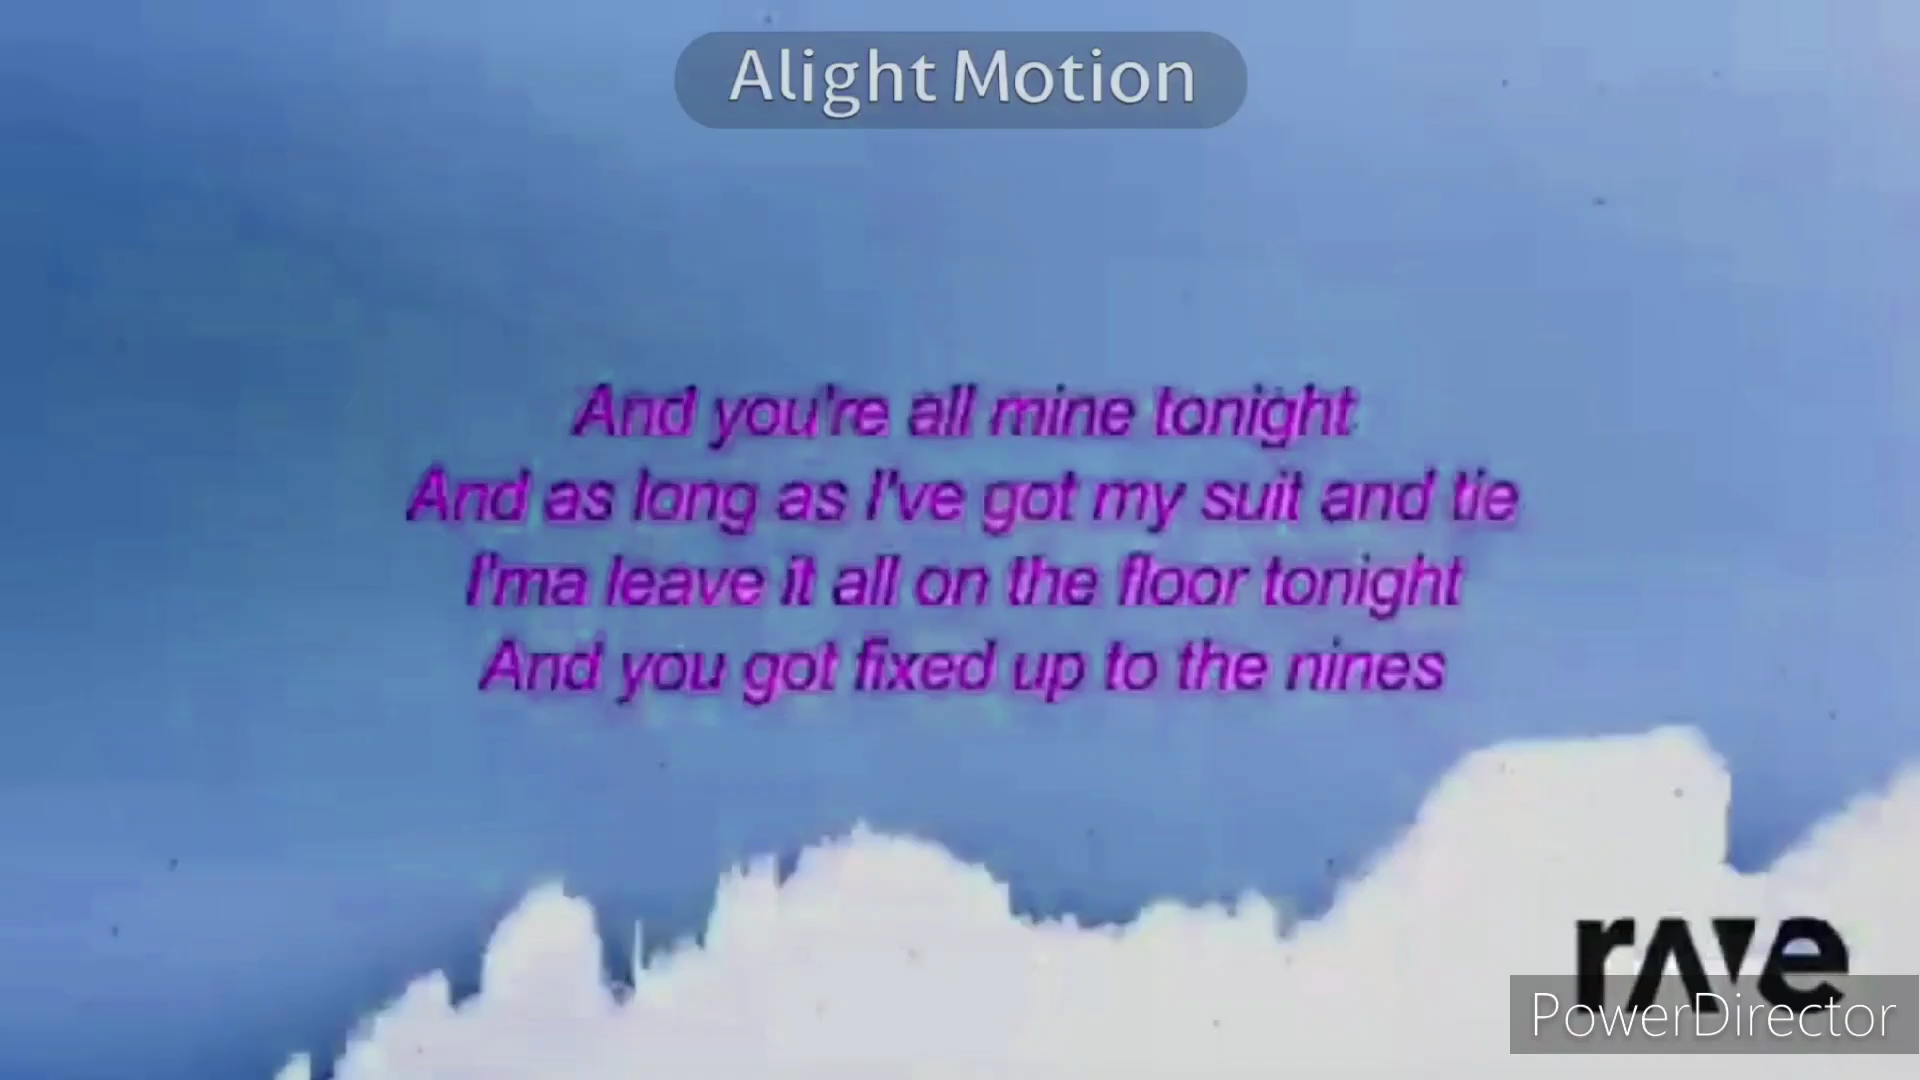 Alight Motion
And you're all mine tonight
And as long as I've got my suit and tie
I'ma leave it all on the floor tonight
And you got fixed up to the nines
rave
PowerDirector